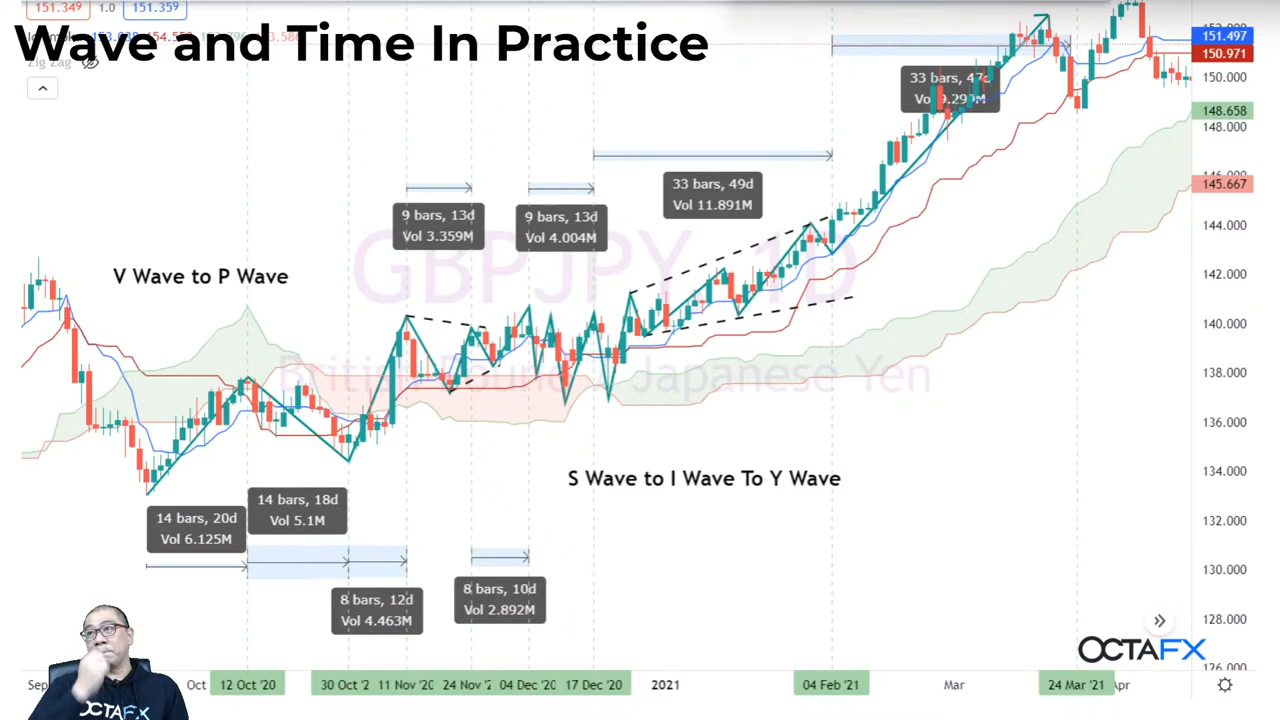 151.349
1.0
151.359
Wave and Time In Practice
Zig Zag
151.497
150.971
150.000
148.658
148.000
145.667
144.000
142.000
140.000
138.000
136.000
134.000
132.000
130.000
128.000
126.000
33 bars, 47d
33 bars, 49d
Vol 11.891M
9 bars, 13d
Vol 3.359M
9 bars, 13d
Vol 4.004M
GBPJPY, 1D
British Pound / Japanese Yen
V Wave to P Wave
S Wave to I Wave To Y Wave
14 bars, 20d
Vol 6.125M
14 bars, 18d
Vol 5.1M
8 bars, 12d
Vol 4.463M
8 bars, 10d
Vol 2.892M
OCTAFX
OCTAFX
Sep
Oct
12 Oct '20
30 Oct '2
11 Nov '20
24 Nov '2
04 Dec '20
17 Dec '20
2021
04 Feb '21
Mar
24 Mar '21
Apr